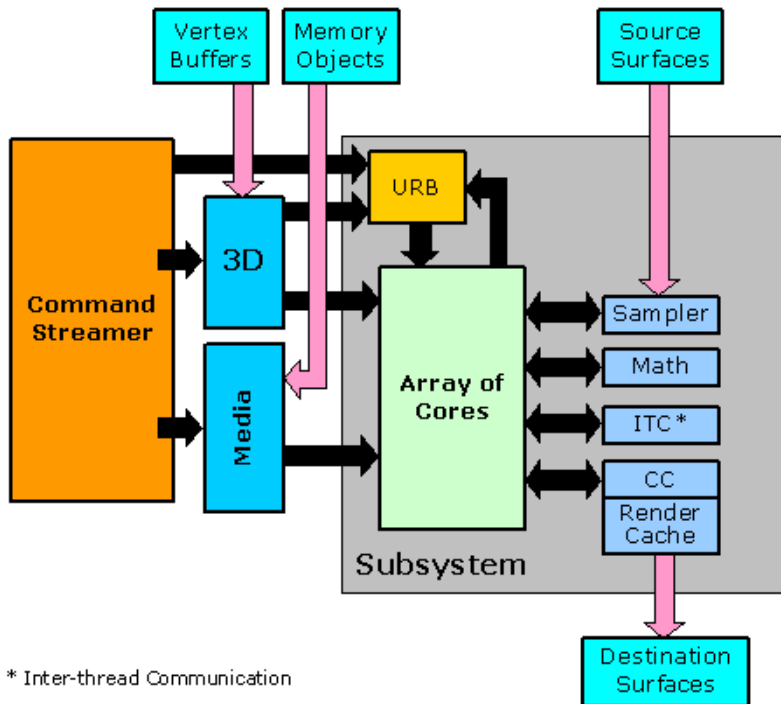 Vertex
Buffers
Memory
Objects
Source
Surfaces
URB
3D
Command
Streamer
Sampler
Math
Array of
Cores
Media
ITC *
CC
Render
Cache
Subsystem
* Inter-thread Communication
Destination
Surfaces